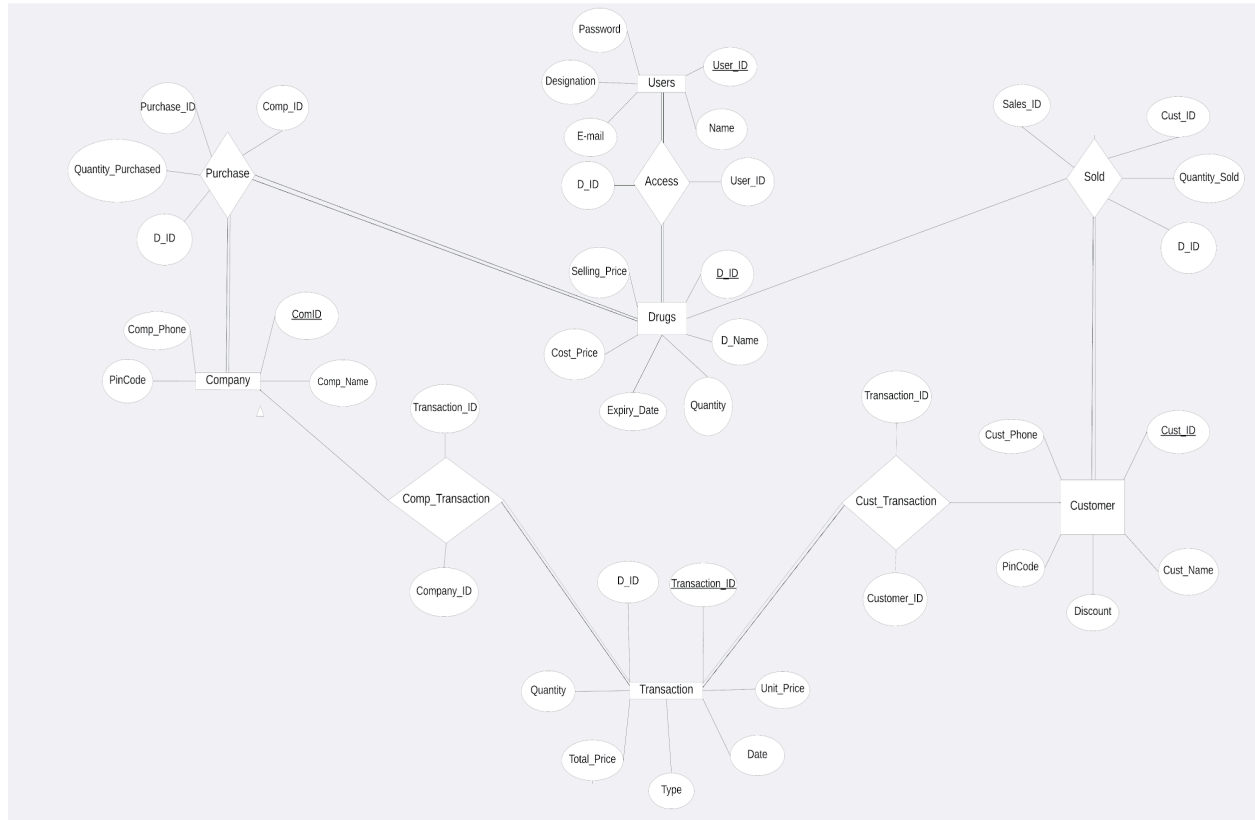 Password
User_ID
Users
Designation
Name
E-mail
Purchase_ID
Comp_ID
Quantity_Purchased
Purchase
D_ID
D_ID
Access
User_ID
Sales_ID
Cust_ID
Sold
Quantity_Sold
D_ID
Selling_Price
D_ID
Drugs
D_Name
Cost_Price
Expiry_Date
Quantity
ComID
Comp_Phone
PinCode
Company
Comp_Name
Transaction_ID
Comp_Transaction
Company_ID
Transaction_ID
Cust_Transaction
Customer_ID
Cust_Phone
Cust_ID
Customer
PinCode
Cust_Name
Discount
D_ID
Transaction_ID
Quantity
Transaction
Unit_Price
Total_Price
Type
Date